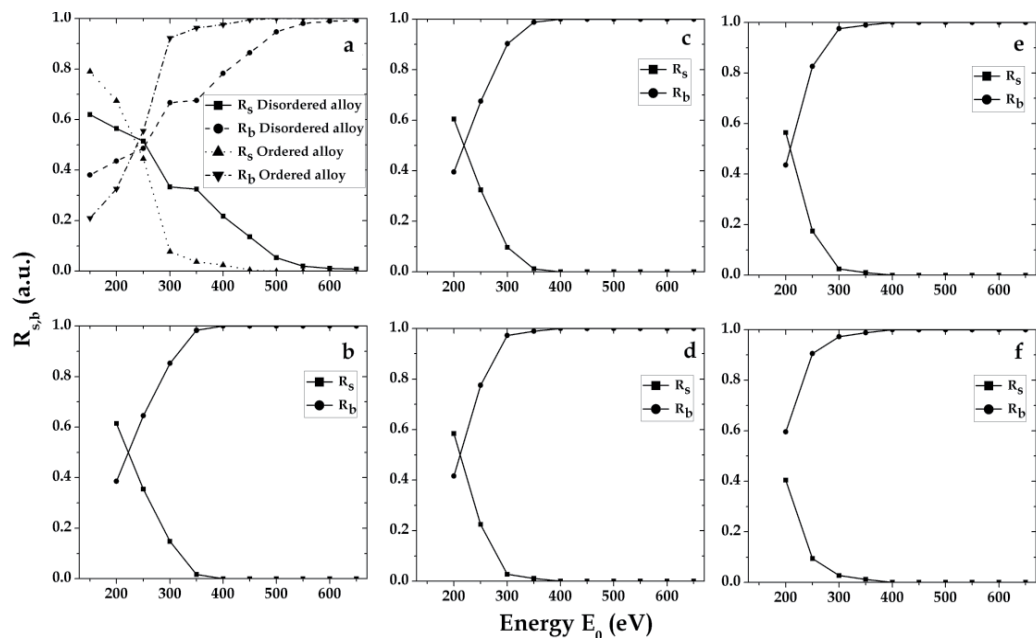 R_s,b (a.u.)
a
1.0
0.8
0.6
0.4
0.2
0.0
R_s Disordered alloy
R_b Disordered alloy
R_s Ordered alloy
R_b Ordered alloy
200 300 400 500 600
c
1.0
0.8
0.6
0.4
0.2
0.0
R_s
R_b
200 300 400 500 600
e
1.0
0.8
0.6
0.4
0.2
0.0
R_s
R_b
200 300 400 500 600
b
1.0
0.8
0.6
0.4
0.2
0.0
R_s
R_b
200 300 400 500 600
d
1.0
0.8
0.6
0.4
0.2
0.0
R_s
R_b
200 300 400 500 600
f
1.0
0.8
0.6
0.4
0.2
0.0
R_s
R_b
200 300 400 500 600
Energy E_0 (eV)